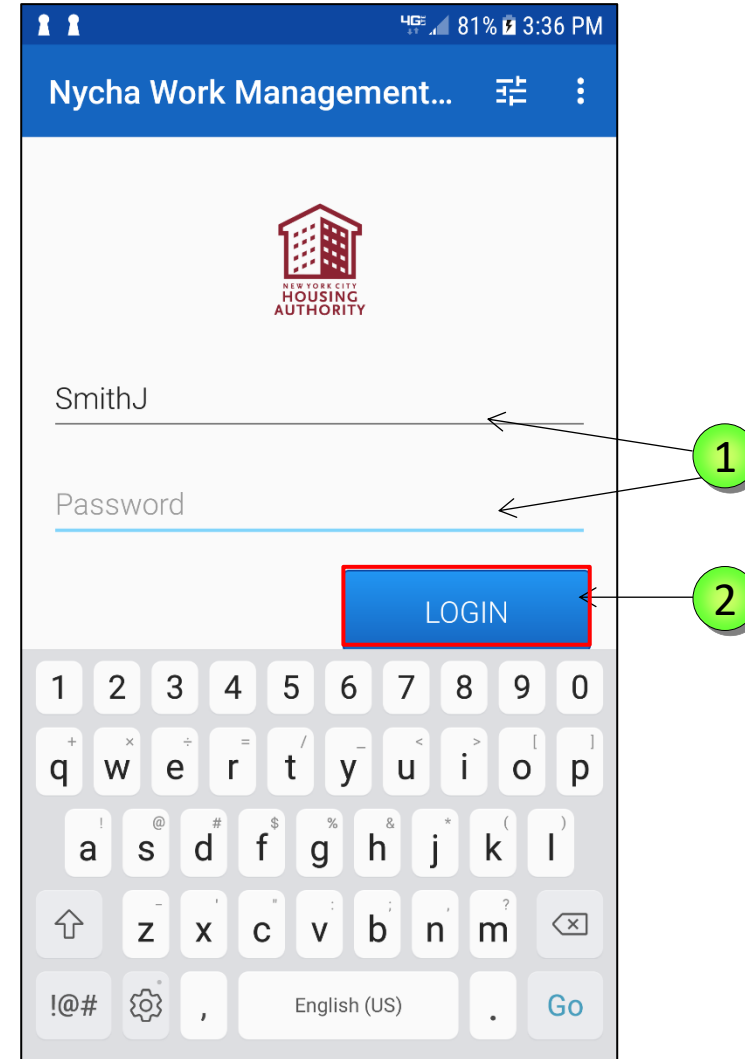 4GE 81% 3:36 PM
Nycha Work Management...
NEW YORK CITY
HOUSING
AUTHORITY
SmithJ
1
Password
2
LOGIN
1 2 3 4 5 6 7 8 9 0
+ × ÷ = / _ < > [ ]
q w e r t y u i o p
! @ # $ % & * ( )
a s d f g h j k l
- ' " : ; , ?
z x c v b n m
!@# , English (US) . Go